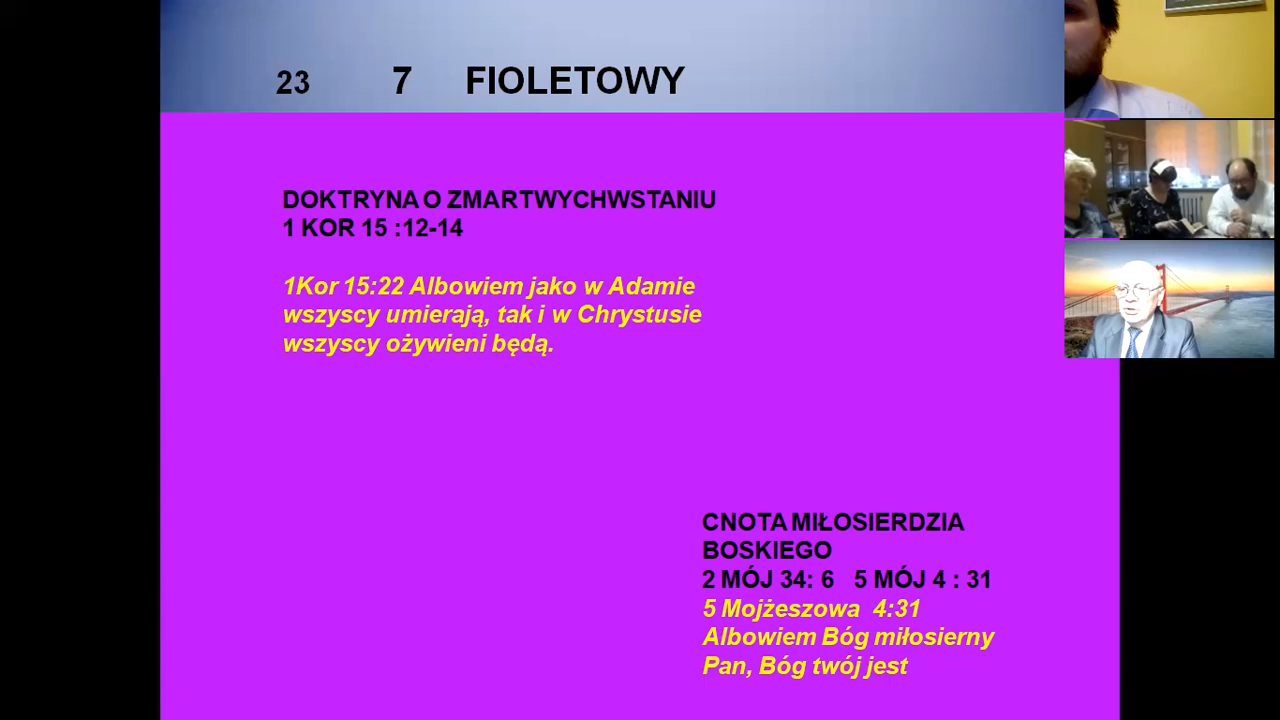 23 7 FIOLETOWY
DOKTRYNA O ZMARTWYCHWSTANIU
1 KOR 15 :12-14
1Kor 15:22 Albowiem jako w Adamie
wszyscy umierają, tak i w Chrystusie
wszyscy ożywieni będą.
CNOTA MIŁOSIERDZIA
BOSKIEGO
2 MÓJ 34: 6 5 MÓJ 4 : 31
5 Mojżeszowa 4:31
Albowiem Bóg miłosierny
Pan, Bóg twój jest